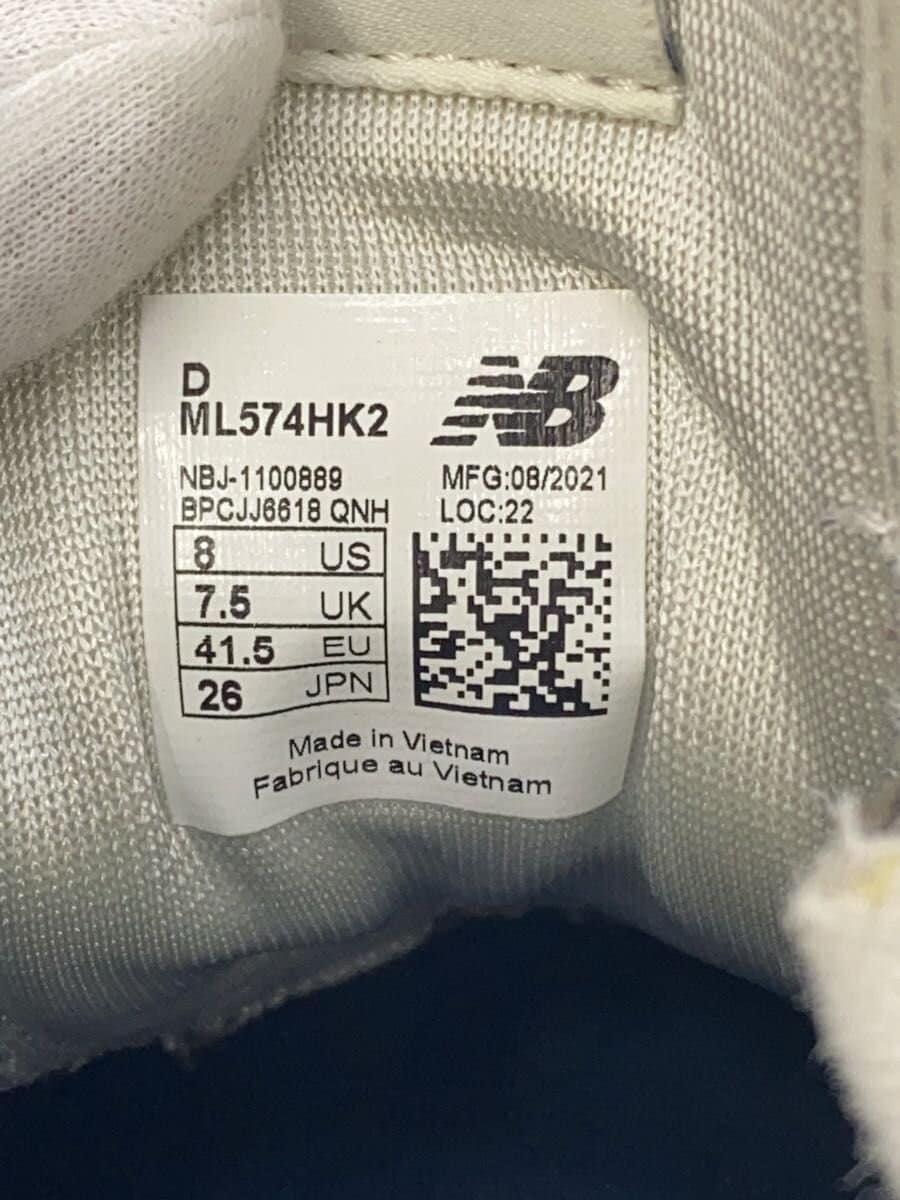 D
ML574HK2
NB
NBJ-1100889
MFG:08/2021
BPCJJ6618 QNH
LOC:22
8 US
7.5 UK
41.5 EU
26 JPN
Made in Vietnam
Fabrique au Vietnam